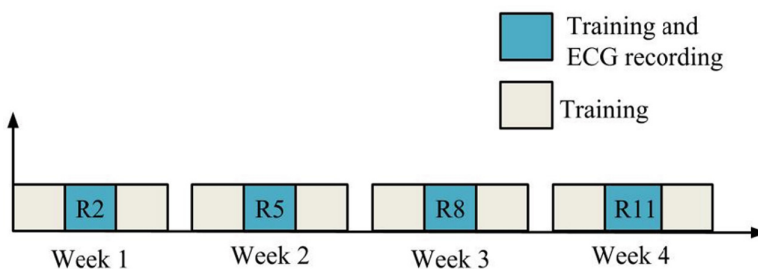 Training and
ECG recording
Training
R2
R5
R8
R11
Week 1
Week 2
Week 3
Week 4